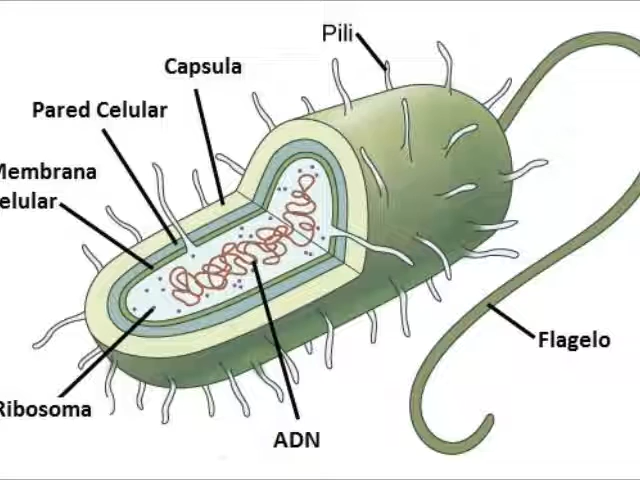 Pili
Capsula
Pared Celular
Membrana
elular
Flagelo
Ribosoma
ADN